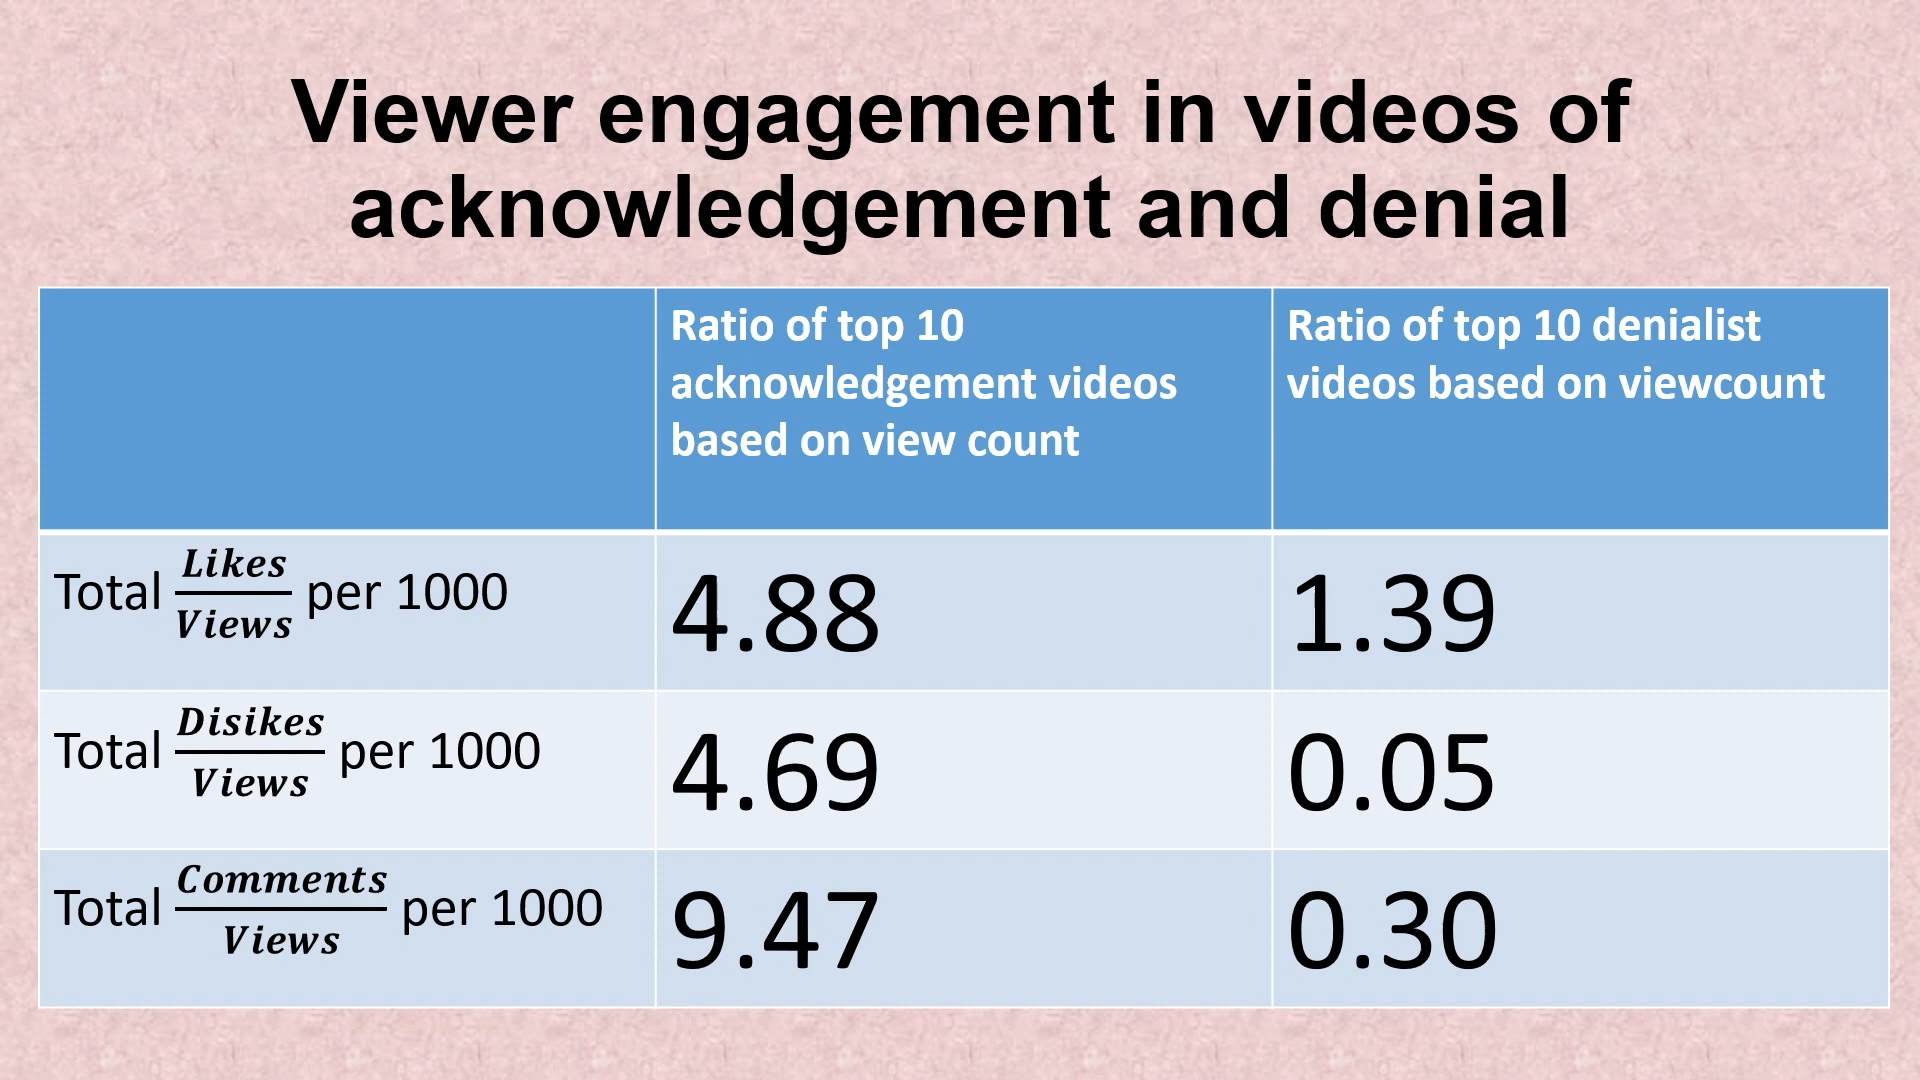 Viewer engagement in videos of
acknowledgement and denial
Ratio of top 10
acknowledgement videos
based on view count
Ratio of top 10 denialist
videos based on viewcount
Total Likes/Views per 1000
4.88
1.39
Total Disikes/Views per 1000
4.69
0.05
Total Comments/Views per 1000
9.47
0.30